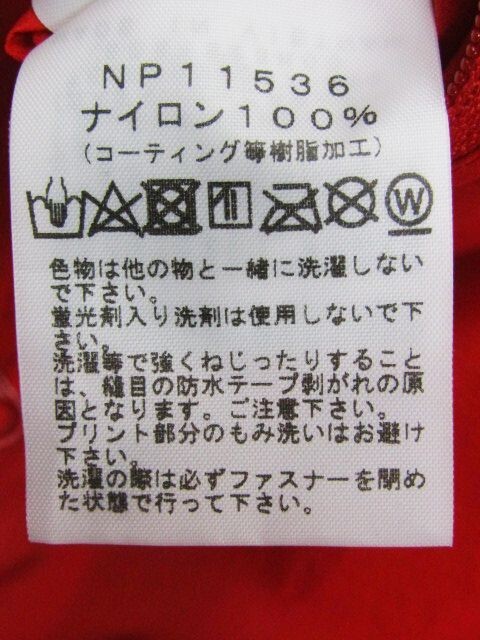 NP11536
ナイロン100%
(コーティング等樹脂加工)
W
色物は他の物と一緒に洗濯しない
で下さい。
蛍光剤入り洗剤は使用しないで下
さい。
洗濯等で強くねじったりすること
は、縫目の防水テープ剥がれの原
因となります。ご注意下さい。
プリント部分のもみ洗いはお避け
下さい。
洗濯の際は必ずファスナーを閉め
た状態で行って下さい。